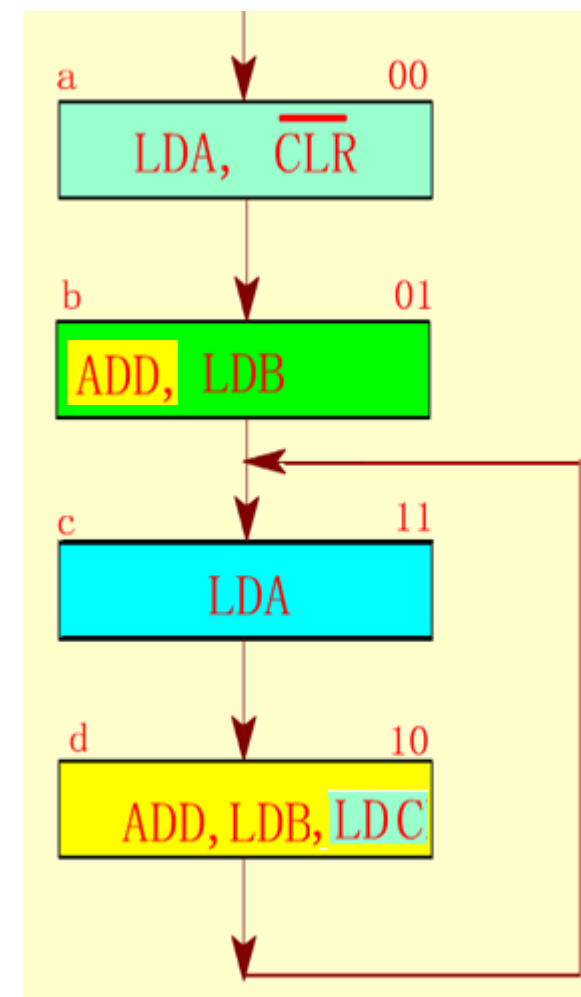 a 00
LDA, CLR
b 01
ADD, LDB
c 11
LDA
d 10
ADD, LDB, LDC